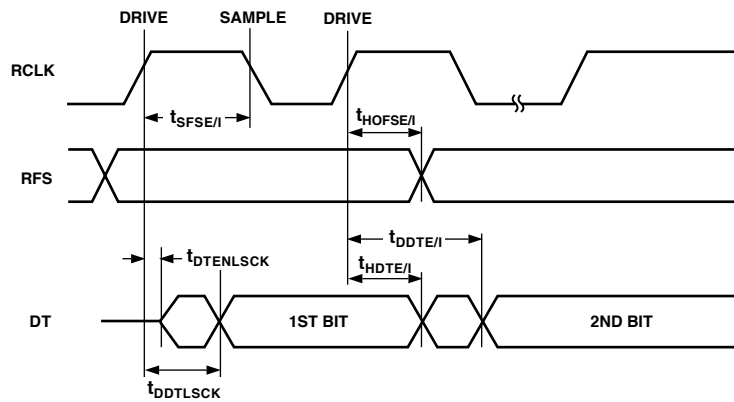 DRIVE SAMPLE DRIVE
RCLK
tSFSE/I
tHOFSE/I
RFS
tDDTE/I
tDTENLSCK
tHDTE/I
DT
1ST BIT
2ND BIT
tDDTLSCK